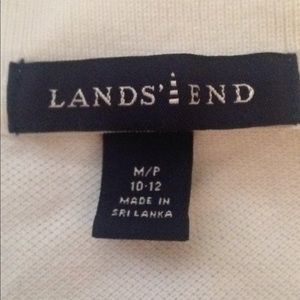 LANDS' END
M/P
10-12
MADE IN
SRI LANKA